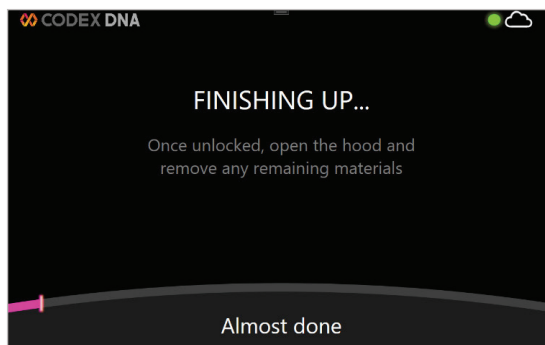 CODEX DNA
FINISHING UP...
Once unlocked, open the hood and
remove any remaining materials
Almost done